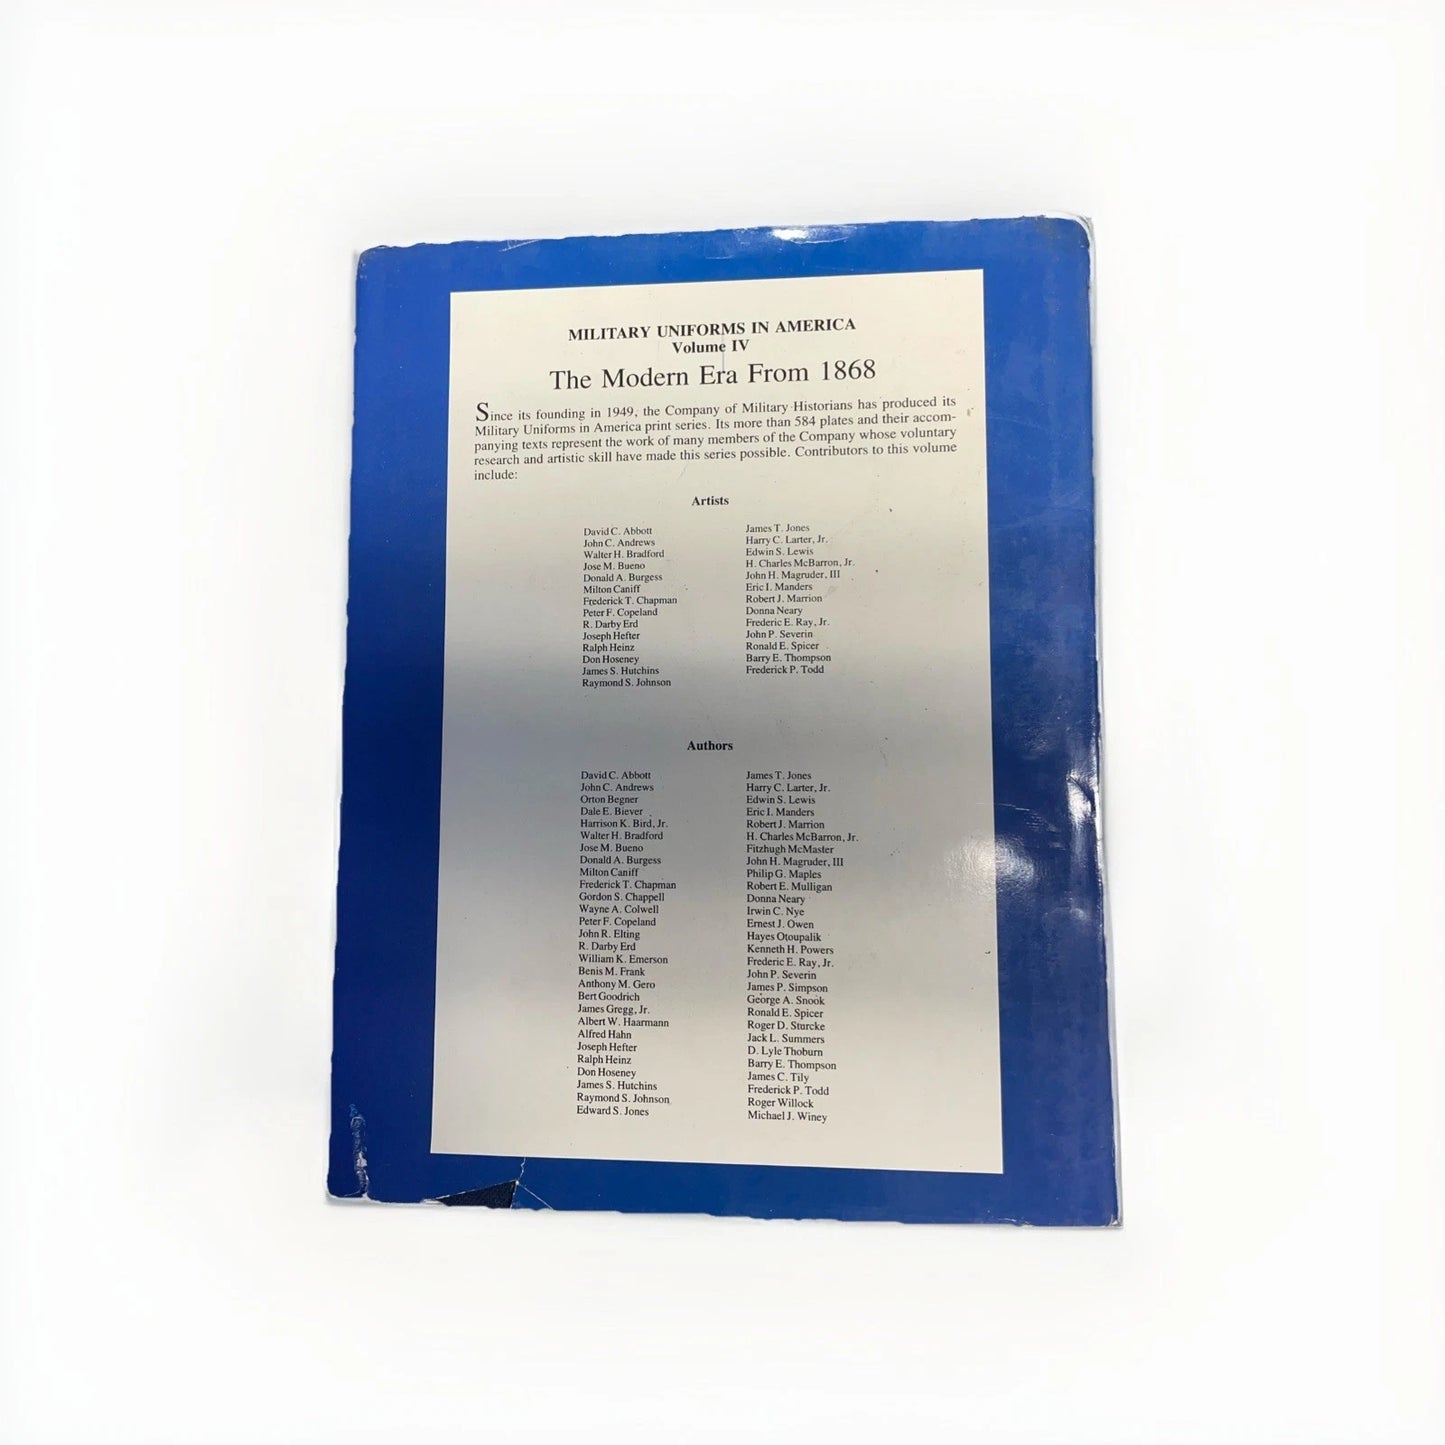 MILITARY UNIFORMS IN AMERICA
Volume IV
The Modern Era From 1868
Since its founding in 1949, the Company of Military Historians has produced its
Military Uniforms in America print series. Its more than 584 plates and their accom-
panying texts represent the work of many members of the Company whose voluntary
research and artistic skill have made this series possible. Contributors to this volume
include:
Artists
David C. Abbott
John C. Andrews
Walter H. Bradford
Jose M. Bueno
Donald A. Burgess
Milton Caniff
Frederick T. Chapman
Peter F. Copeland
R. Darby Erd
Joseph Hefter
Ralph Heinz
Don Hoseney
James S. Hutchins
Raymond S. Johnson
James T. Jones
Harry C. Larter, Jr.
Edwin S. Lewis
H. Charles McBarron, Jr.
John H. Magruder, III
Eric I. Manders
Robert J. Marrion
Donna Neary
Frederic E. Ray, Jr.
John P. Severin
Ronald E. Spicer
Barry E. Thompson
Frederick P. Todd
Authors
David C. Abbott
John C. Andrews
Orton Begner
Dale E. Biever
Harrison K. Bird, Jr.
Walter H. Bradford
Jose M. Bueno
Donald A. Burgess
Milton Caniff
Frederick T. Chapman
Gordon S. Chappell
Wayne A. Colwell
Peter F. Copeland
John R. Elting
R. Darby Erd
William K. Emerson
Benis M. Frank
Anthony M. Gero
Bert Goodrich
James Gregg, Jr.
Albert W. Haarmann
Alfred Hahn
Joseph Hefter
Ralph Heinz
Don Hoseney
James S. Hutchins
Raymond S. Johnson
Edward S. Jones
James T. Jones
Harry C. Larter, Jr.
Edwin S. Lewis
Eric I. Manders
Robert J. Marrion
H. Charles McBarron, Jr.
Fitzhugh McMaster
John H. Magruder, III
Philip G. Maples
Robert E. Mulligan
Donna Neary
Irwin C. Nye
Ernest J. Owen
Hayes Otoupalik
Kenneth H. Powers
Frederic E. Ray, Jr.
John P. Severin
James P. Simpson
George A. Snook
Ronald E. Spicer
Roger D. Sturcke
Jack L. Summers
D. Lyle Thoburn
Barry E. Thompson
James C. Tily
Frederick P. Todd
Roger Willock
Michael J. Winey